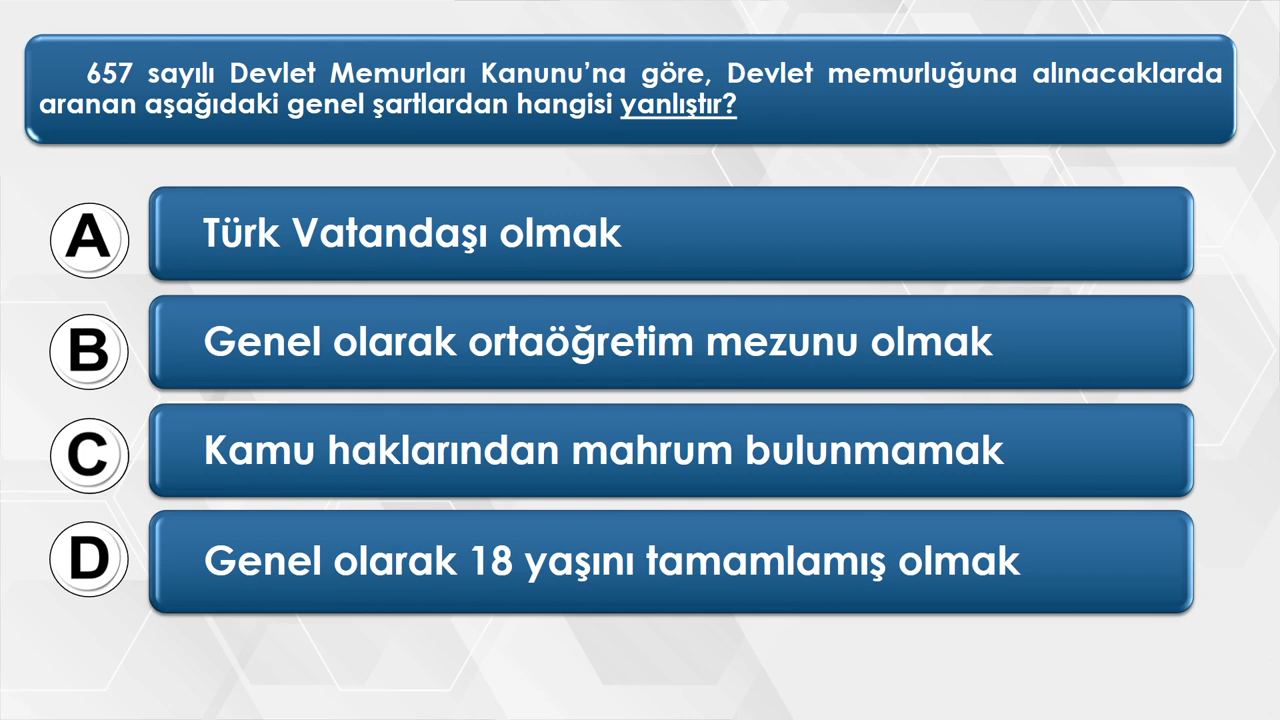 657 sayılı Devlet Memurları Kanunu’na göre, Devlet memurluğuna alınacaklarda
aranan aşağıdaki genel şartlardan hangisi yanlıştır?
A Türk Vatandaşı olmak
B Genel olarak ortaöğretim mezunu olmak
C Kamu haklarından mahrum bulunmamak
D Genel olarak 18 yaşını tamamlamış olmak